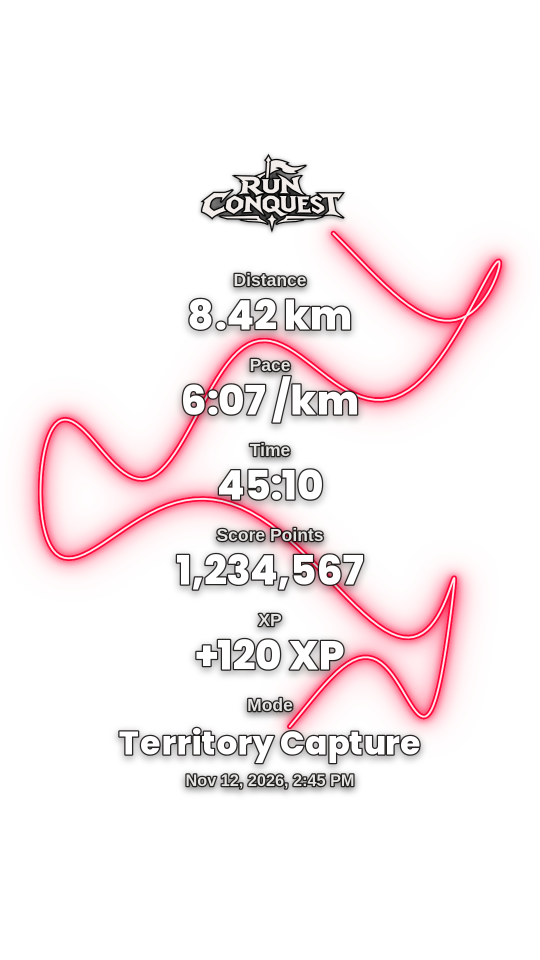 RUN
CONQUEST
Distance
8.42 km
Pace
6:07 /km
Time
45:10
Score Points
1,234,567
XP
+120 XP
Mode
Territory Capture
Nov 12, 2026, 2:45 PM